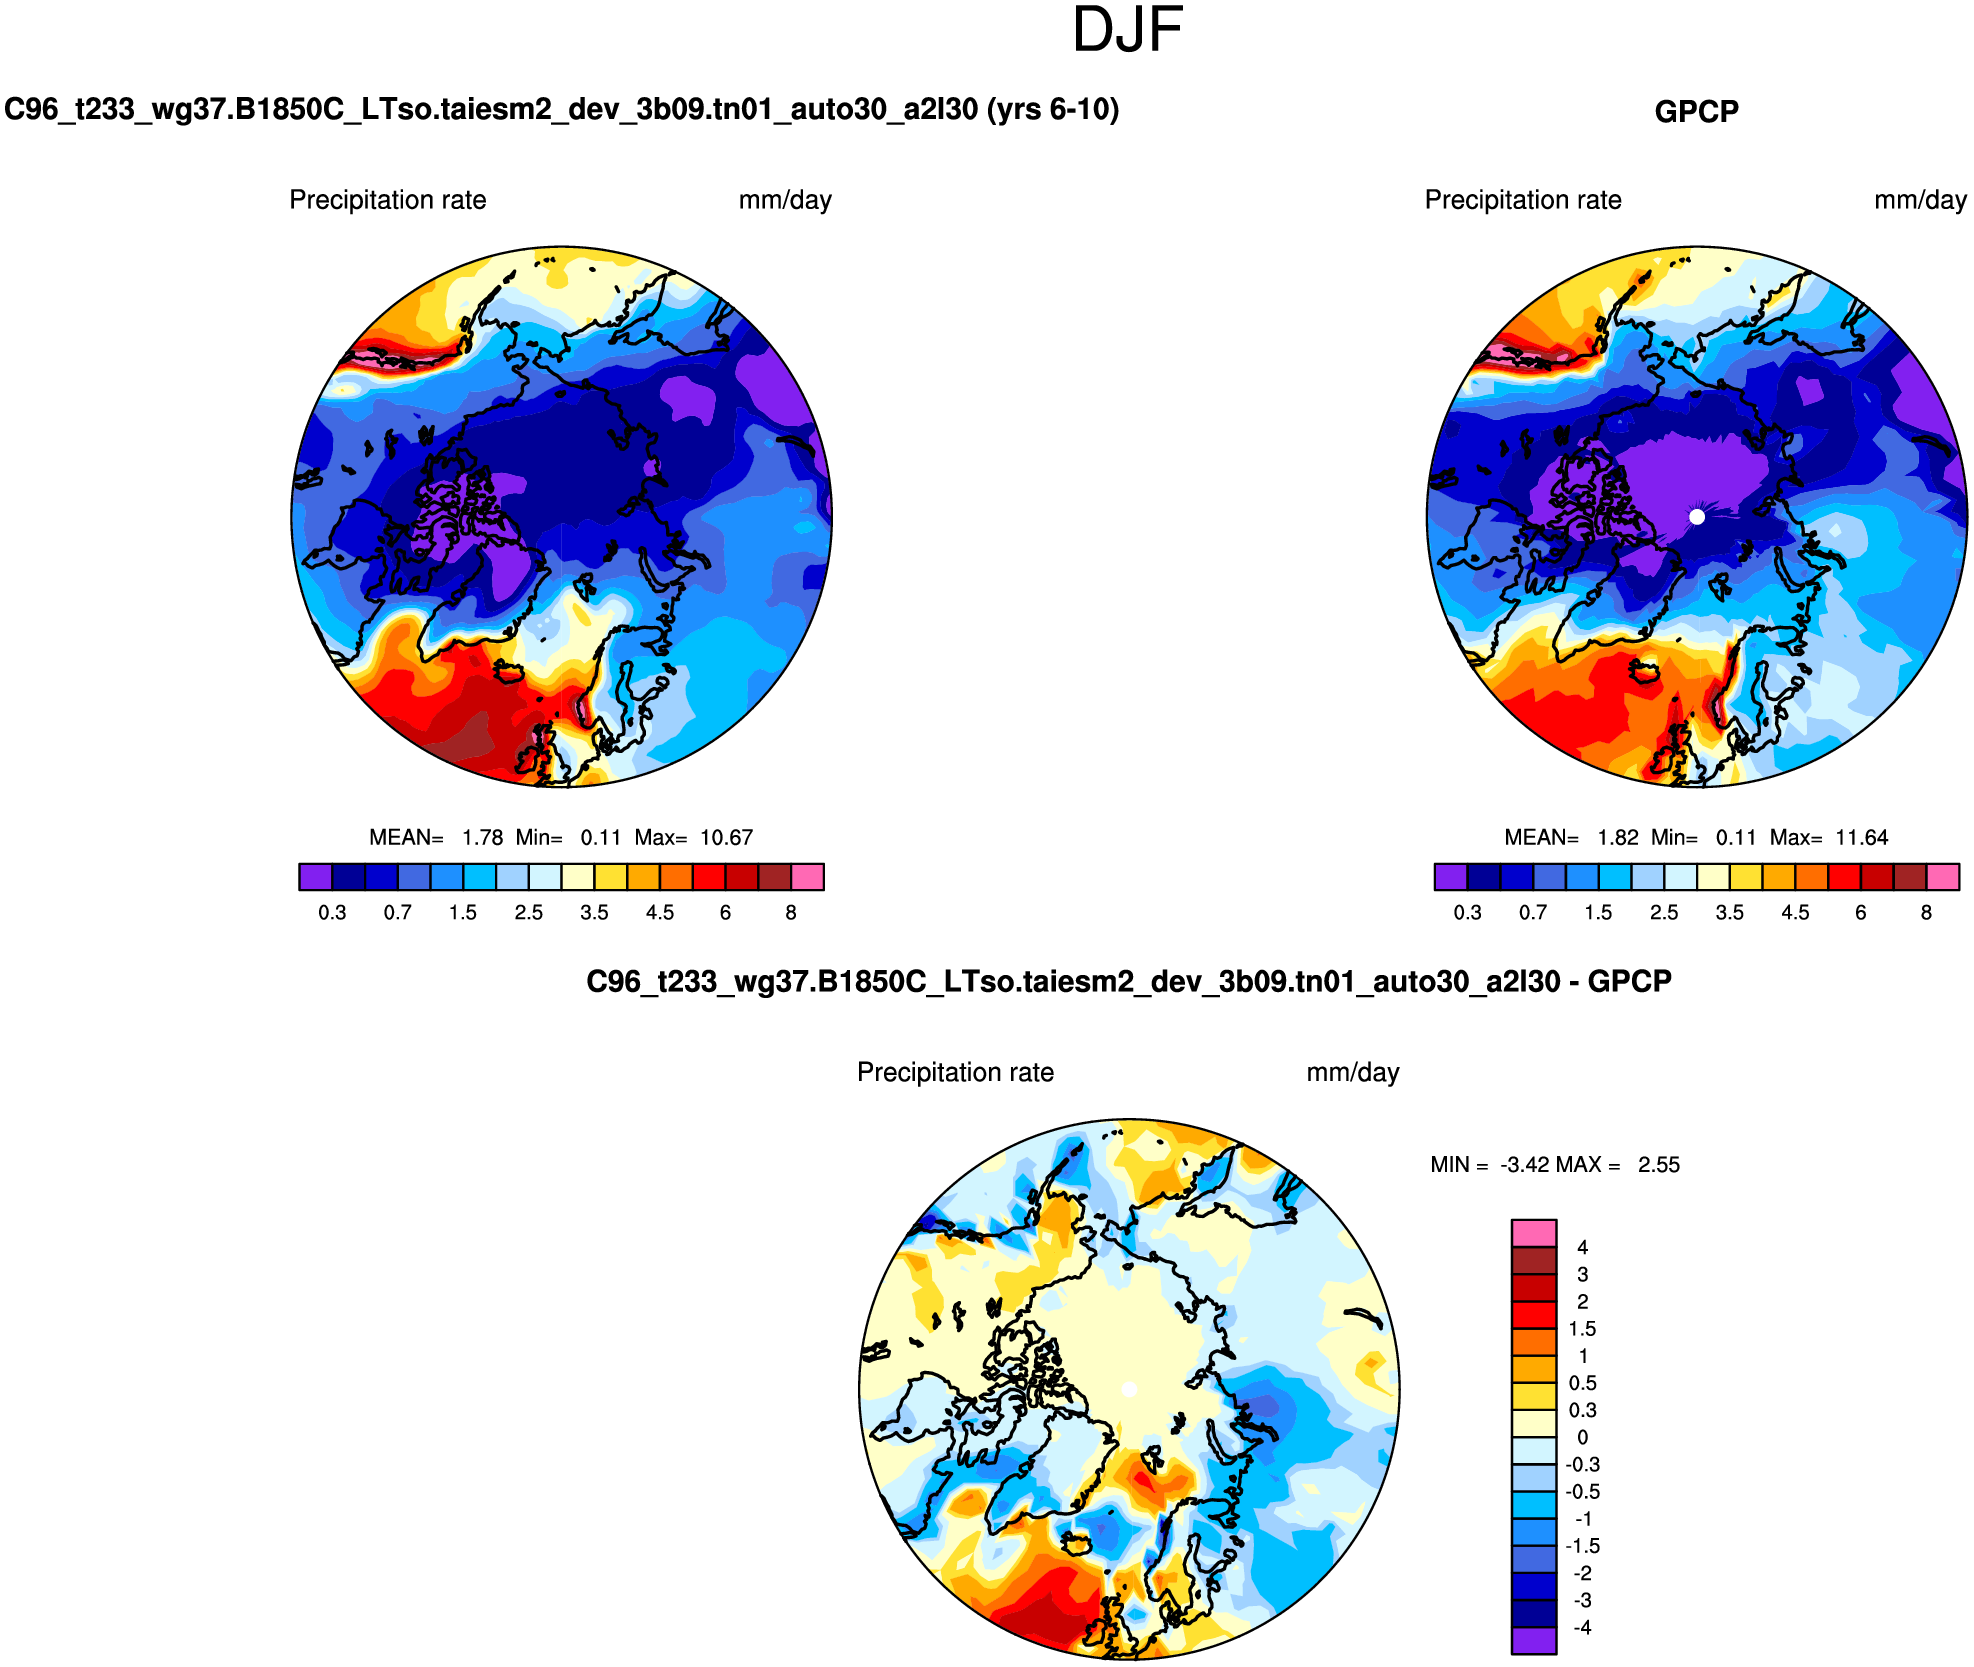 DJF
C96_t233_wg37.B1850C_LTso.taiesm2_dev_3b09.tn01_auto30_a2l30 (yrs 6-10)
GPCP
Precipitation rate mm/day
Precipitation rate mm/day
MEAN= 1.78 Min= 0.11 Max= 10.67
0.3 0.7 1.5 2.5 3.5 4.5 6 8
MEAN= 1.82 Min= 0.11 Max= 11.64
0.3 0.7 1.5 2.5 3.5 4.5 6 8
C96_t233_wg37.B1850C_LTso.taiesm2_dev_3b09.tn01_auto30_a2l30 - GPCP
Precipitation rate mm/day
MIN = -3.42 MAX = 2.55
4
3
2
1.5
1
0.5
0.3
0
-0.3
-0.5
-1
-1.5
-2
-3
-4